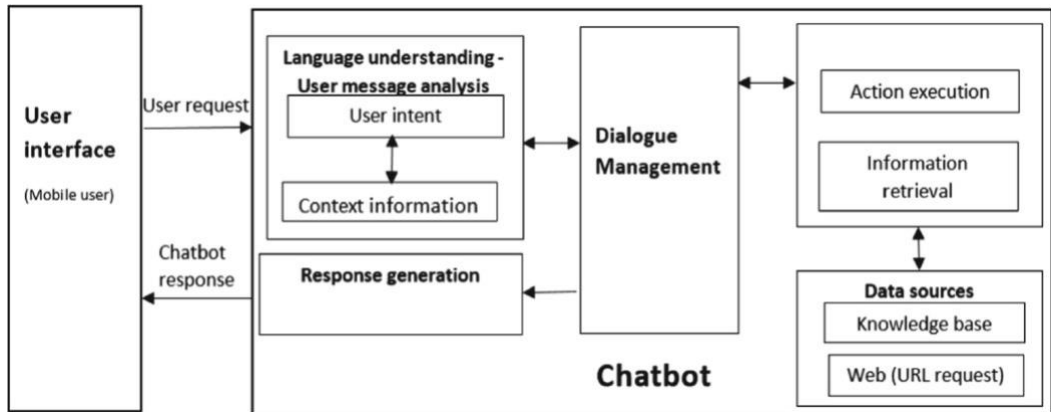 User
interface
(Mobile user)
User request
Chatbot
response
Language understanding -
User message analysis
User intent
Context information
Response generation
Dialogue
Management
Action execution
Information
retrieval
Data sources
Knowledge base
Web (URL request)
Chatbot